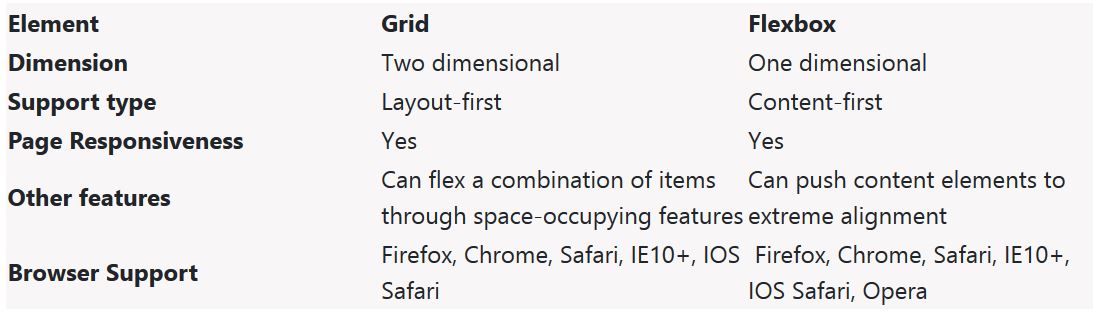 Element Grid Flexbox
Dimension Two dimensional One dimensional
Support type Layout-first Content-first
Page Responsiveness Yes Yes
Other features Can flex a combination of items through space-occupying features Can push content elements to extreme alignment
Browser Support Firefox, Chrome, Safari, IE10+, IOS Safari Firefox, Chrome, Safari, IE10+, IOS Safari, Opera